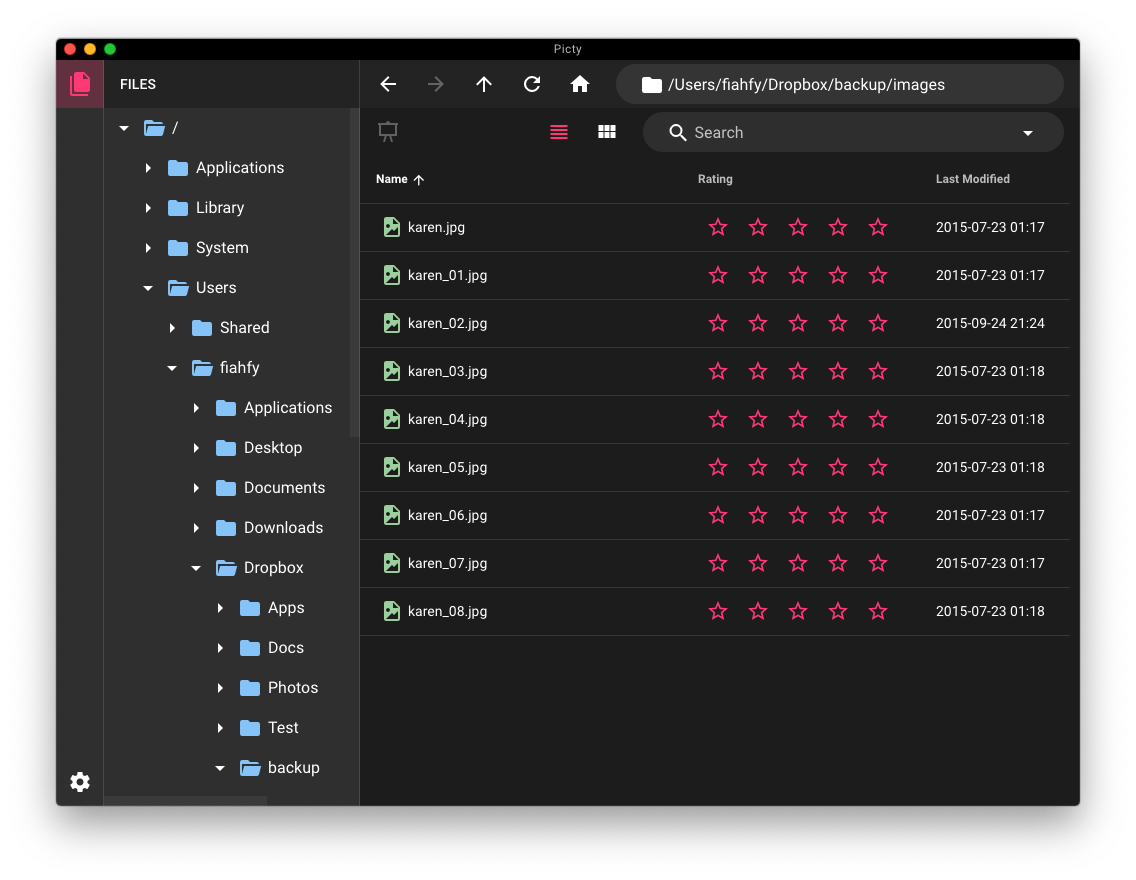 Picty
FILES
/Users/fiahfy/Dropbox/backup/images
Search
/
Applications
Library
System
Users
Shared
fiahfy
Applications
Desktop
Documents
Downloads
Dropbox
Apps
Docs
Photos
Test
backup
Name Rating Last Modified
karen.jpg 2015-07-23 01:17
karen_01.jpg 2015-07-23 01:17
karen_02.jpg 2015-09-24 21:24
karen_03.jpg 2015-07-23 01:18
karen_04.jpg 2015-07-23 01:18
karen_05.jpg 2015-07-23 01:18
karen_06.jpg 2015-07-23 01:17
karen_07.jpg 2015-07-23 01:17
karen_08.jpg 2015-07-23 01:18